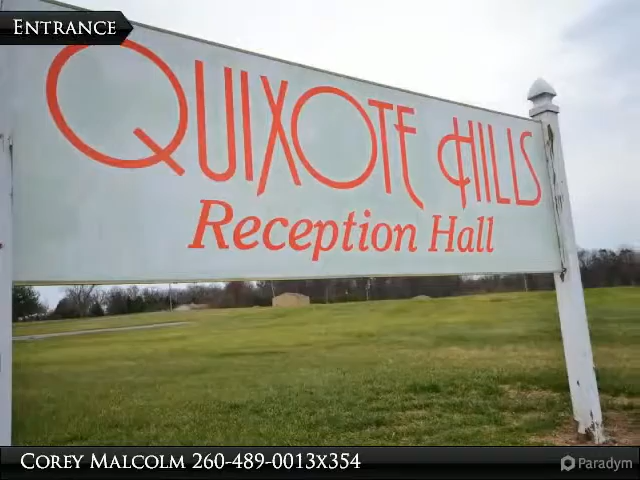 Entrance
Quixote Hills
Reception Hall
Corey Malcolm 260-489-0013x354
Paradym